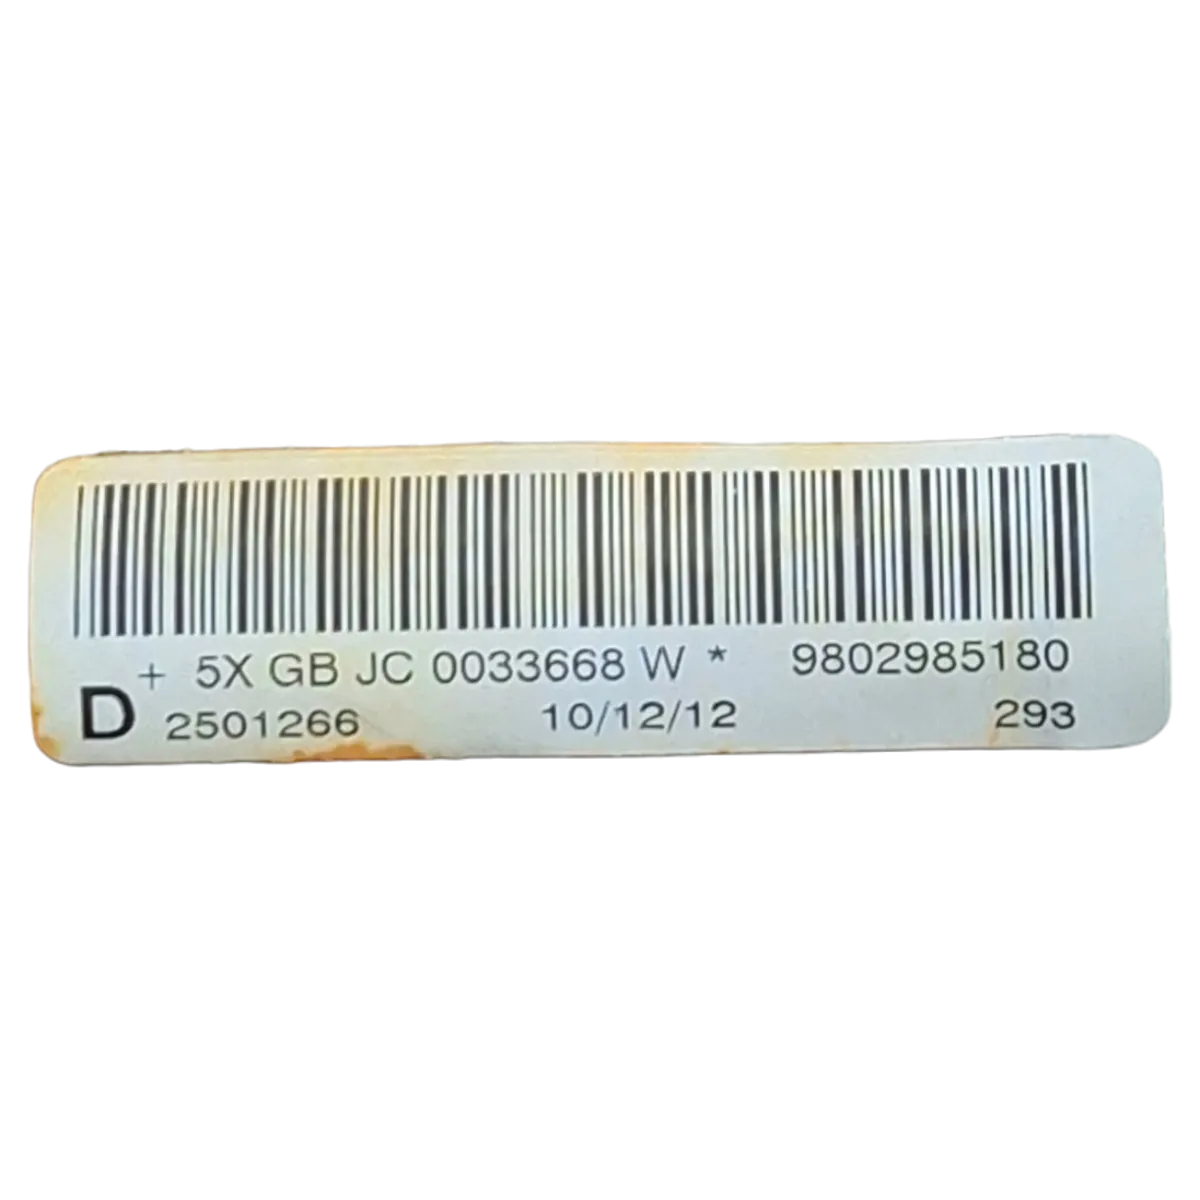 + 5X GB JC 0033668 W * 9802985180
D 2501266 10/12/12 293